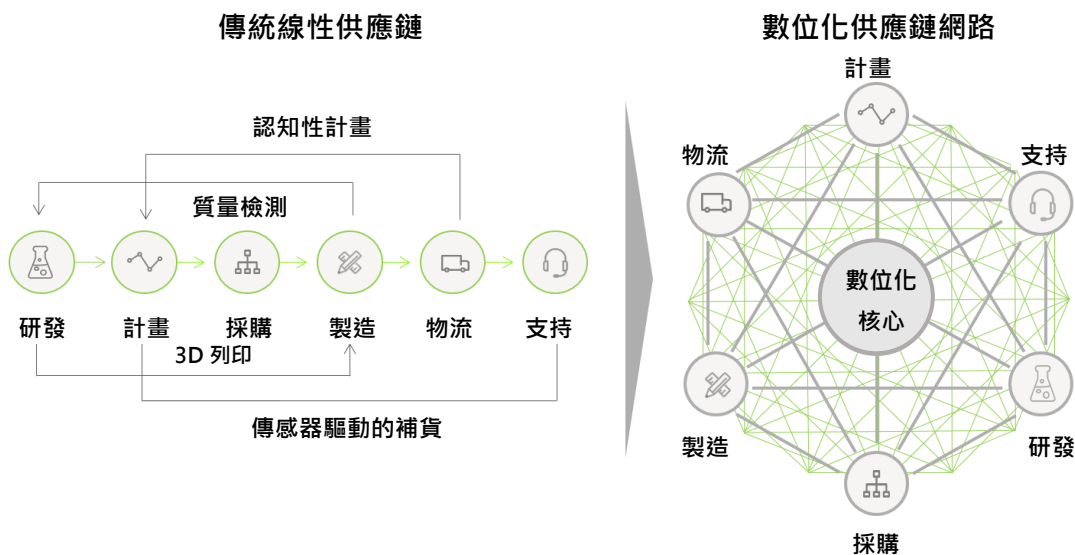 傳統線性供應鏈
數位化供應鏈網路
認知性計畫
質量檢測
研發
計畫
採購
製造
物流
支持
3D 列印
傳感器驅動的補貨
計畫
物流
支持
數位化
核心
製造
研發
採購